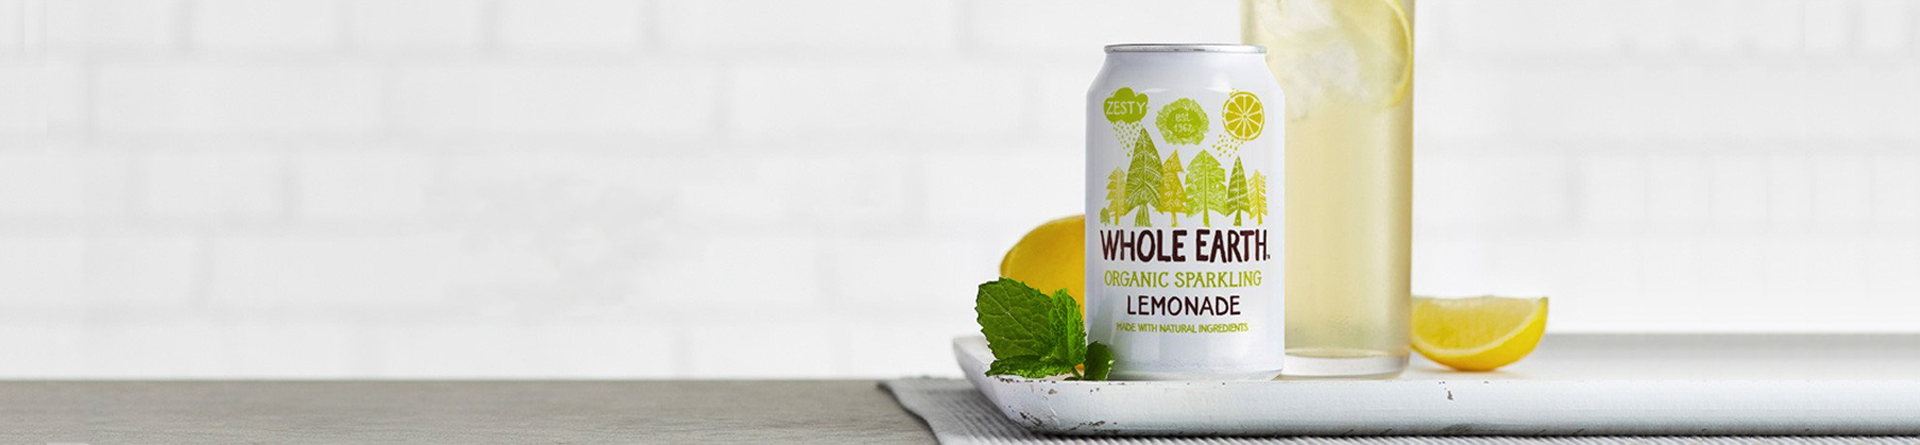 ZESTY
est.
1967
WHOLE EARTH
ORGANIC SPARKLING
LEMONADE
MADE WITH NATURAL INGREDIENTS